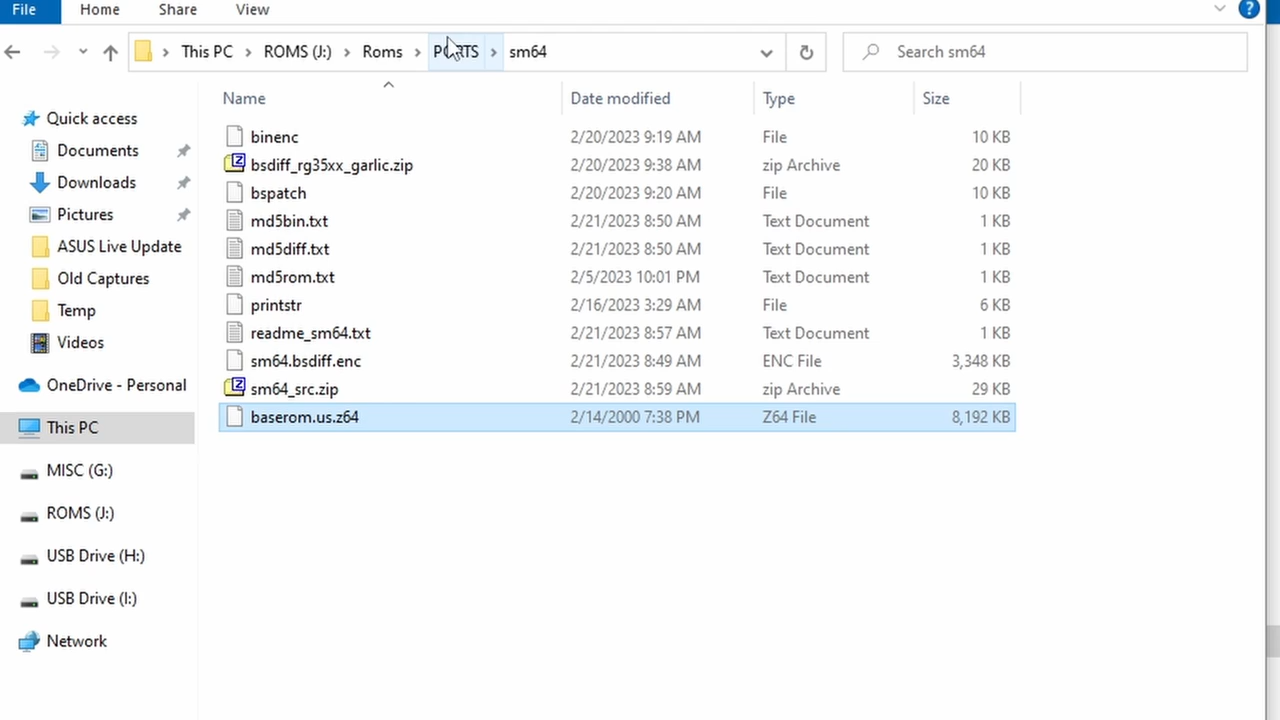 File Home Share View ?
This PC ROMS (J:) Roms PORTS sm64 Search sm64
Name Date modified Type Size
Quick access
Documents
Downloads
Pictures
ASUS Live Update
Old Captures
Temp
Videos
OneDrive - Personal
This PC
MISC (G:)
ROMS (J:)
USB Drive (H:)
USB Drive (I:)
Network
binenc 2/20/2023 9:19 AM File 10 KB
bsdiff_rg35xx_garlic.zip 2/20/2023 9:38 AM zip Archive 20 KB
bspatch 2/20/2023 9:20 AM File 10 KB
md5bin.txt 2/21/2023 8:50 AM Text Document 1 KB
md5diff.txt 2/21/2023 8:50 AM Text Document 1 KB
md5rom.txt 2/5/2023 10:01 PM Text Document 1 KB
printstr 2/16/2023 3:29 AM File 6 KB
readme_sm64.txt 2/21/2023 8:57 AM Text Document 1 KB
sm64.bsdiff.enc 2/21/2023 8:49 AM ENC File 3,348 KB
sm64_src.zip 2/21/2023 8:59 AM zip Archive 29 KB
baserom.us.z64 2/14/2000 7:38 PM Z64 File 8,192 KB